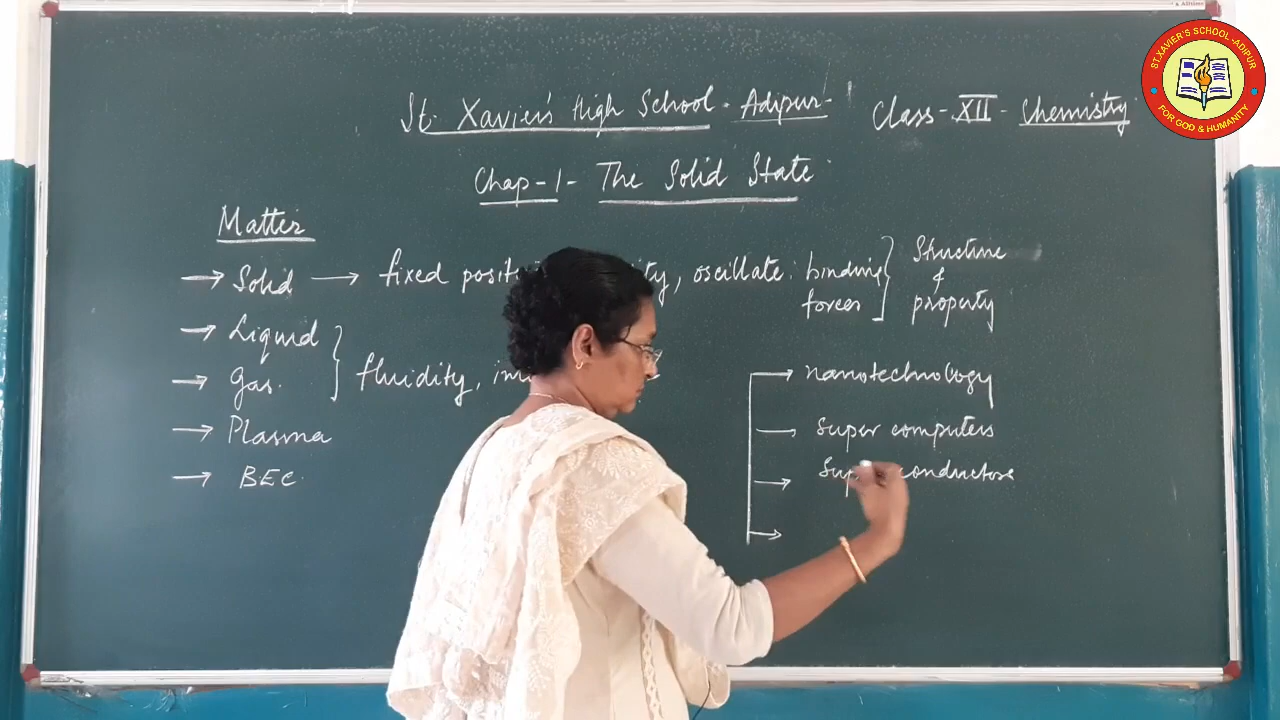 St. Xavier's High School - Adipur - Class - XII - Chemistry
Chap - 1 - The Solid State
Matter
→ Solid → fixed oscillate, binding forces } Structure & property
→ Liquid
→ Gas. } fluidity,
→ Plasma
→ BEC.
→ nanotechnology
→ super computers
→ conductors
→
ST.XAVIER'S SCHOOL-ADIPUR
FOR GOD & HUMANITY